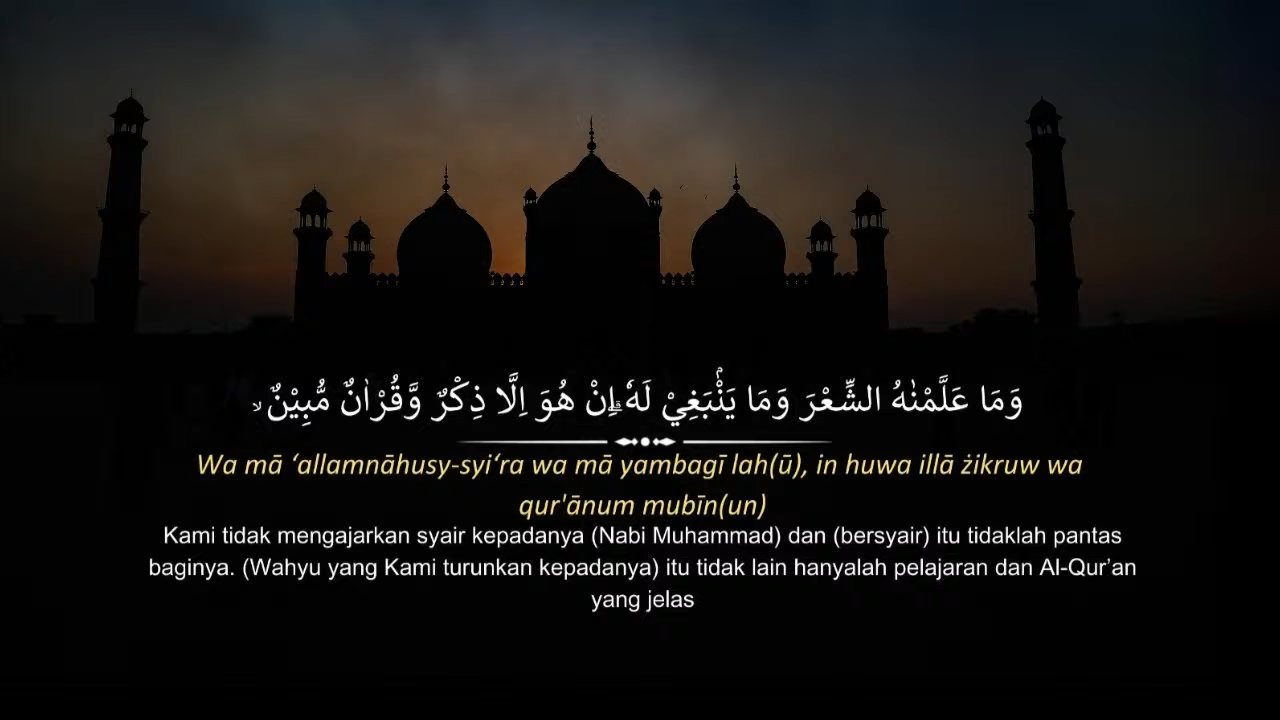 وَمَا عَلَّمْنٰهُ الشِّعْرَ وَمَا يَنْۢبَغِيْ لَهٗ ۗاِنْ هُوَ اِلَّا ذِكْرٌ وَّقُرْاٰنٌ مُّبِيْنٌ ۙ
Wa mā ‘allamnāhusy-syi‘ra wa mā yambagī lah(ū), in huwa illā żikruw wa
qur'ānum mubīn(un)
Kami tidak mengajarkan syair kepadanya (Nabi Muhammad) dan (bersyair) itu tidaklah pantas
baginya. (Wahyu yang Kami turunkan kepadanya) itu tidak lain hanyalah pelajaran dan Al-Qur’an
yang jelas